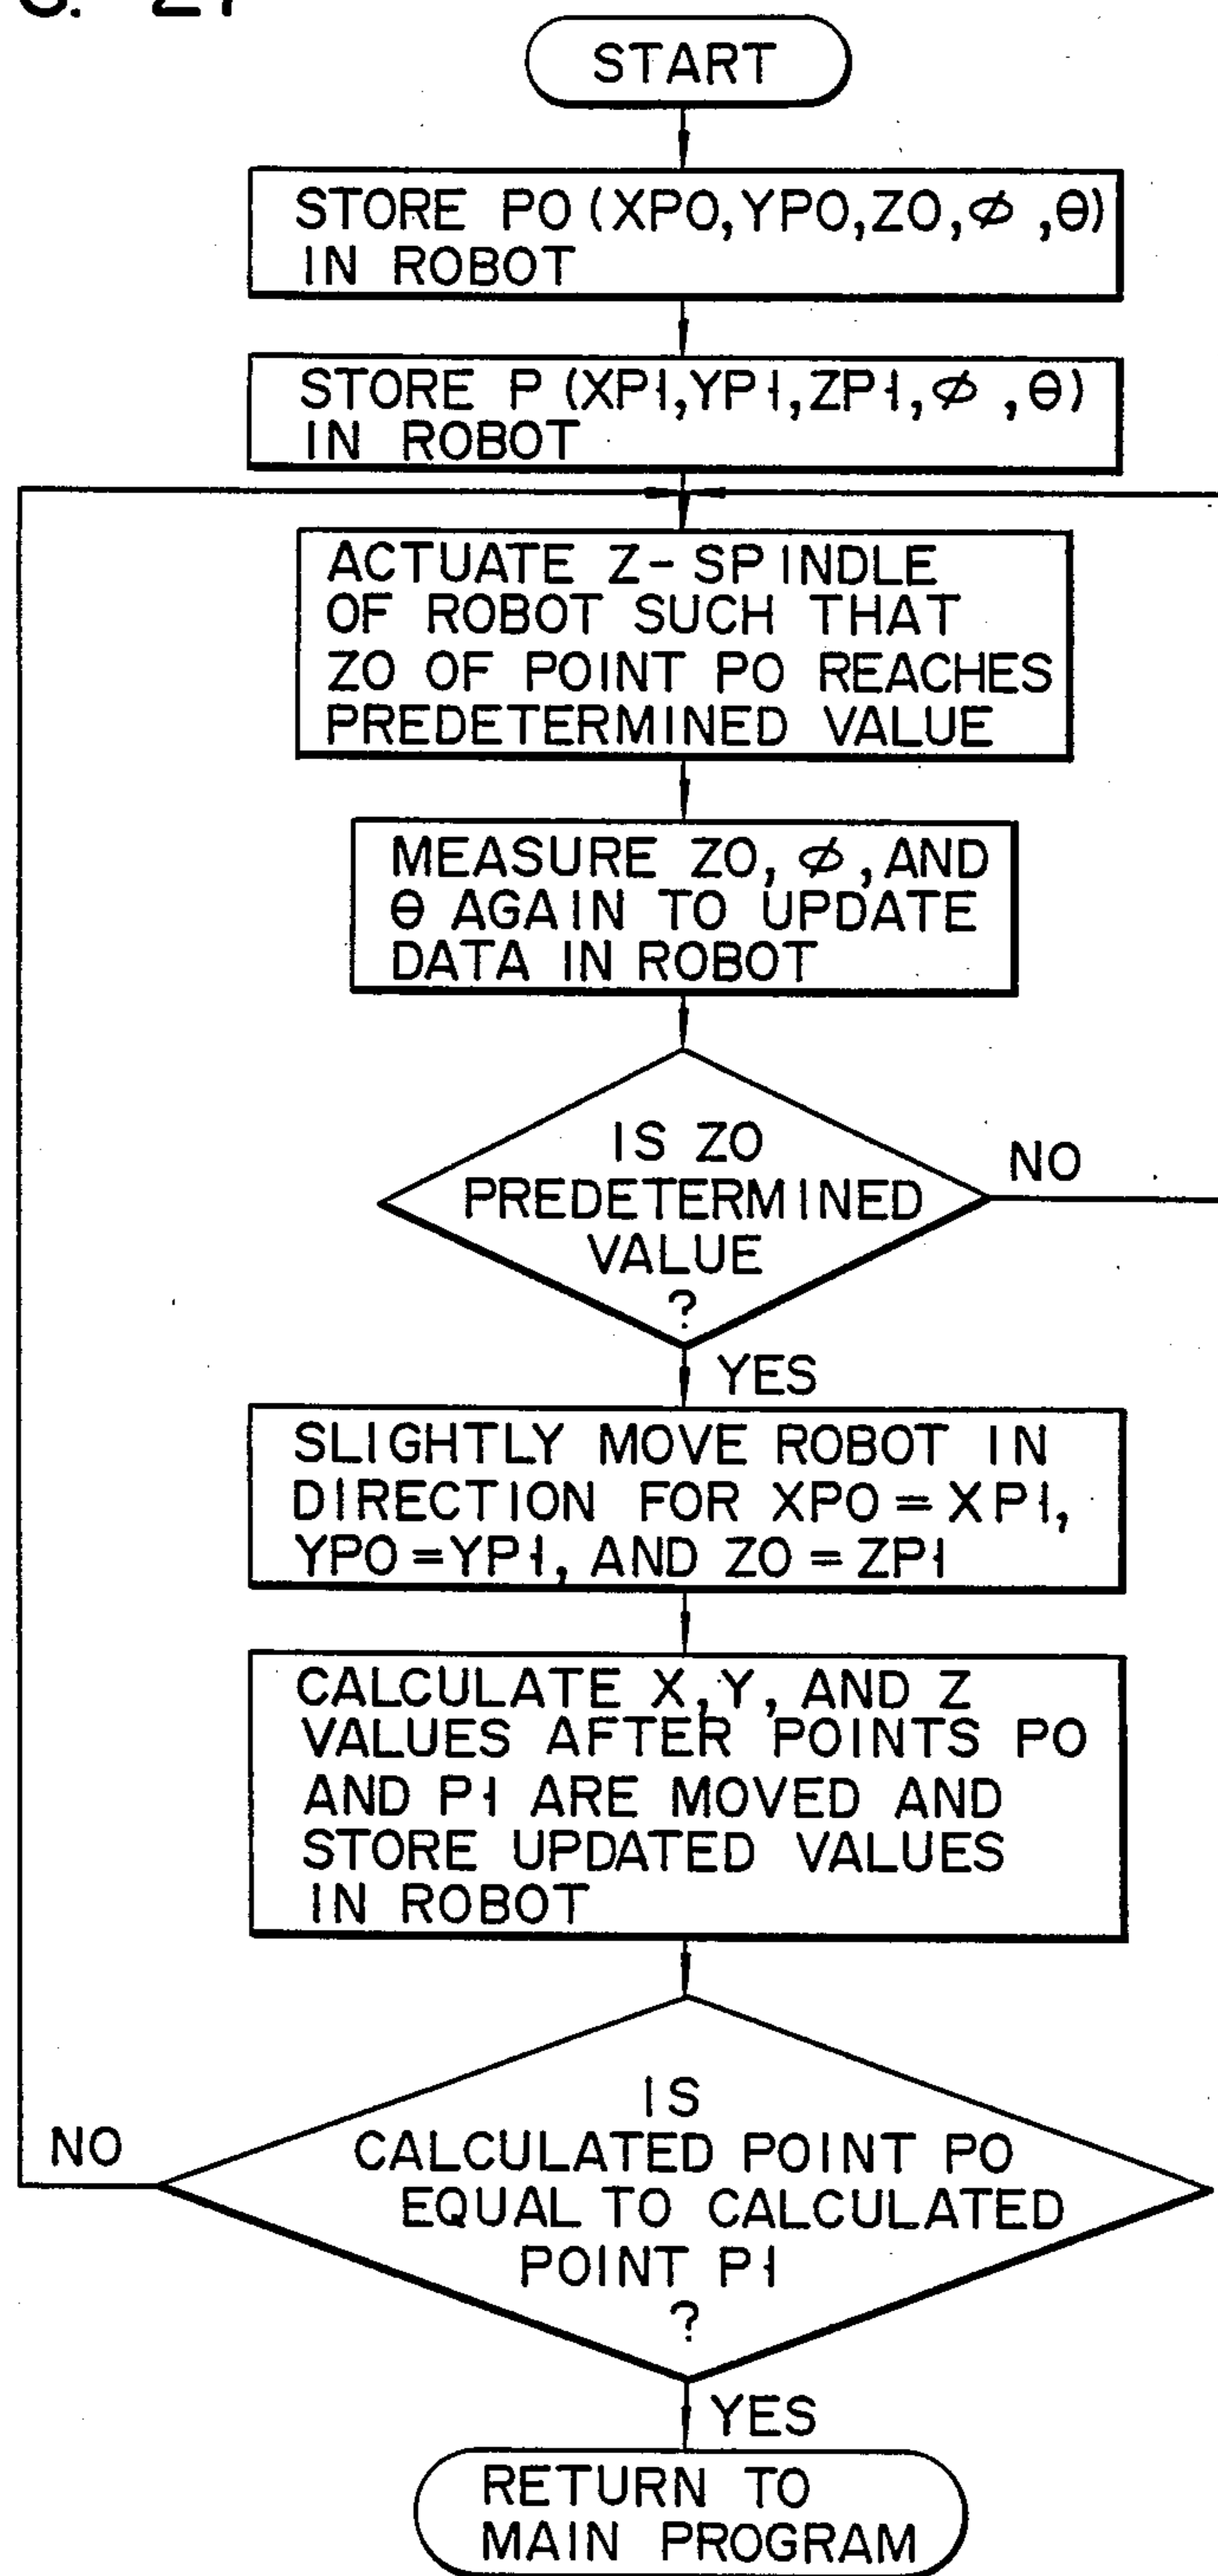 START
STORE PO (XPO, YPO, ZO, ϕ, θ)
IN ROBOT
STORE P (XP1, YP1, ZP1, ϕ, θ)
IN ROBOT
ACTUATE Z-SPINDLE
OF ROBOT SUCH THAT
ZO OF POINT PO REACHES
PREDETERMINED VALUE
MEASURE ZO, ϕ, AND
θ AGAIN TO UPDATE
DATA IN ROBOT
IS ZO
PREDETERMINED
VALUE
?
NO
YES
SLIGHTLY MOVE ROBOT IN
DIRECTION FOR XPO = XP1,
YPO = YP1, AND ZO = ZP1
CALCULATE X, Y, AND Z
VALUES AFTER POINTS PO
AND P1 ARE MOVED AND
STORE UPDATED VALUES
IN ROBOT
IS
CALCULATED POINT PO
EQUAL TO CALCULATED
POINT P1
?
NO
YES
RETURN TO
MAIN PROGRAM